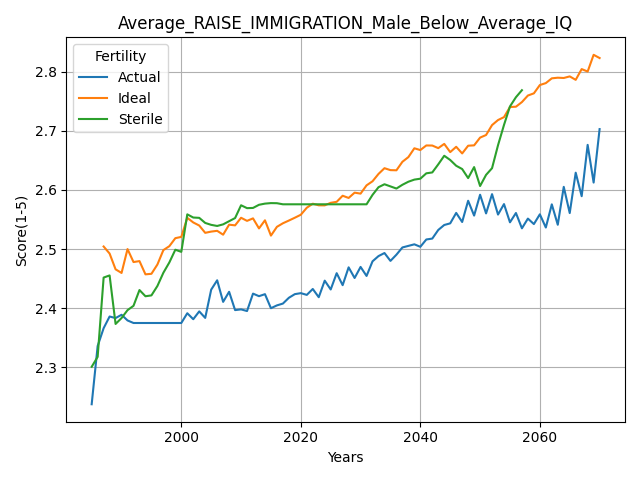 Average_RAISE_IMMIGRATION_Male_Below_Average_IQ
Fertility
Actual
Ideal
Sterile
Score(1-5)
2.8
2.7
2.6
2.5
2.4
2.3
2000
2020
2040
2060
Years